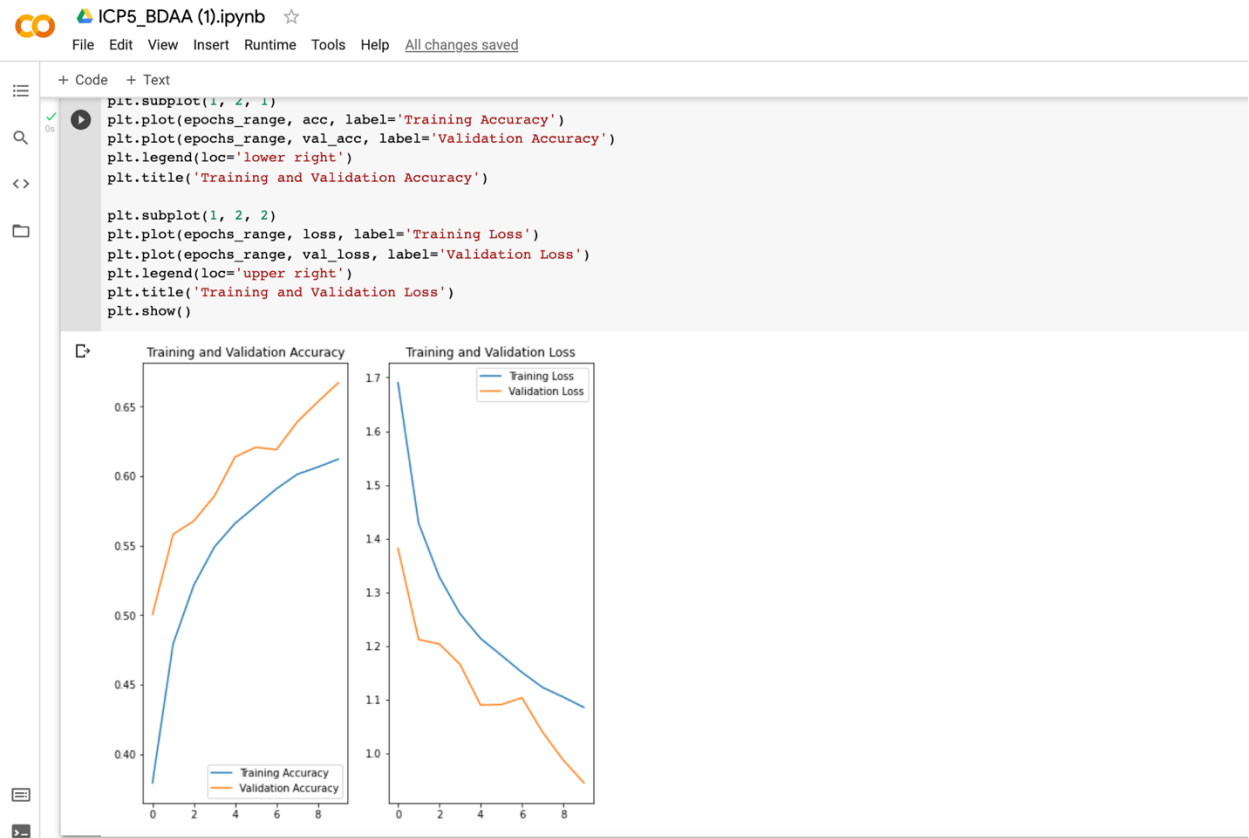 ICP5_BDAA (1).ipynb
File Edit View Insert Runtime Tools Help All changes saved
+ Code + Text
plt.subplot(1, 2, 1)
0s
plt.plot(epochs_range, acc, label='Training Accuracy')
plt.plot(epochs_range, val_acc, label='Validation Accuracy')
plt.legend(loc='lower right')
plt.title('Training and Validation Accuracy')
plt.subplot(1, 2, 2)
plt.plot(epochs_range, loss, label='Training Loss')
plt.plot(epochs_range, val_loss, label='Validation Loss')
plt.legend(loc='upper right')
plt.title('Training and Validation Loss')
plt.show()
Training and Validation Accuracy
0.65
0.60
0.55
0.50
0.45
0.40
Training Accuracy
Validation Accuracy
0 2 4 6 8
Training and Validation Loss
Training Loss
Validation Loss
1.7
1.6
1.5
1.4
1.3
1.2
1.1
1.0
0 2 4 6 8